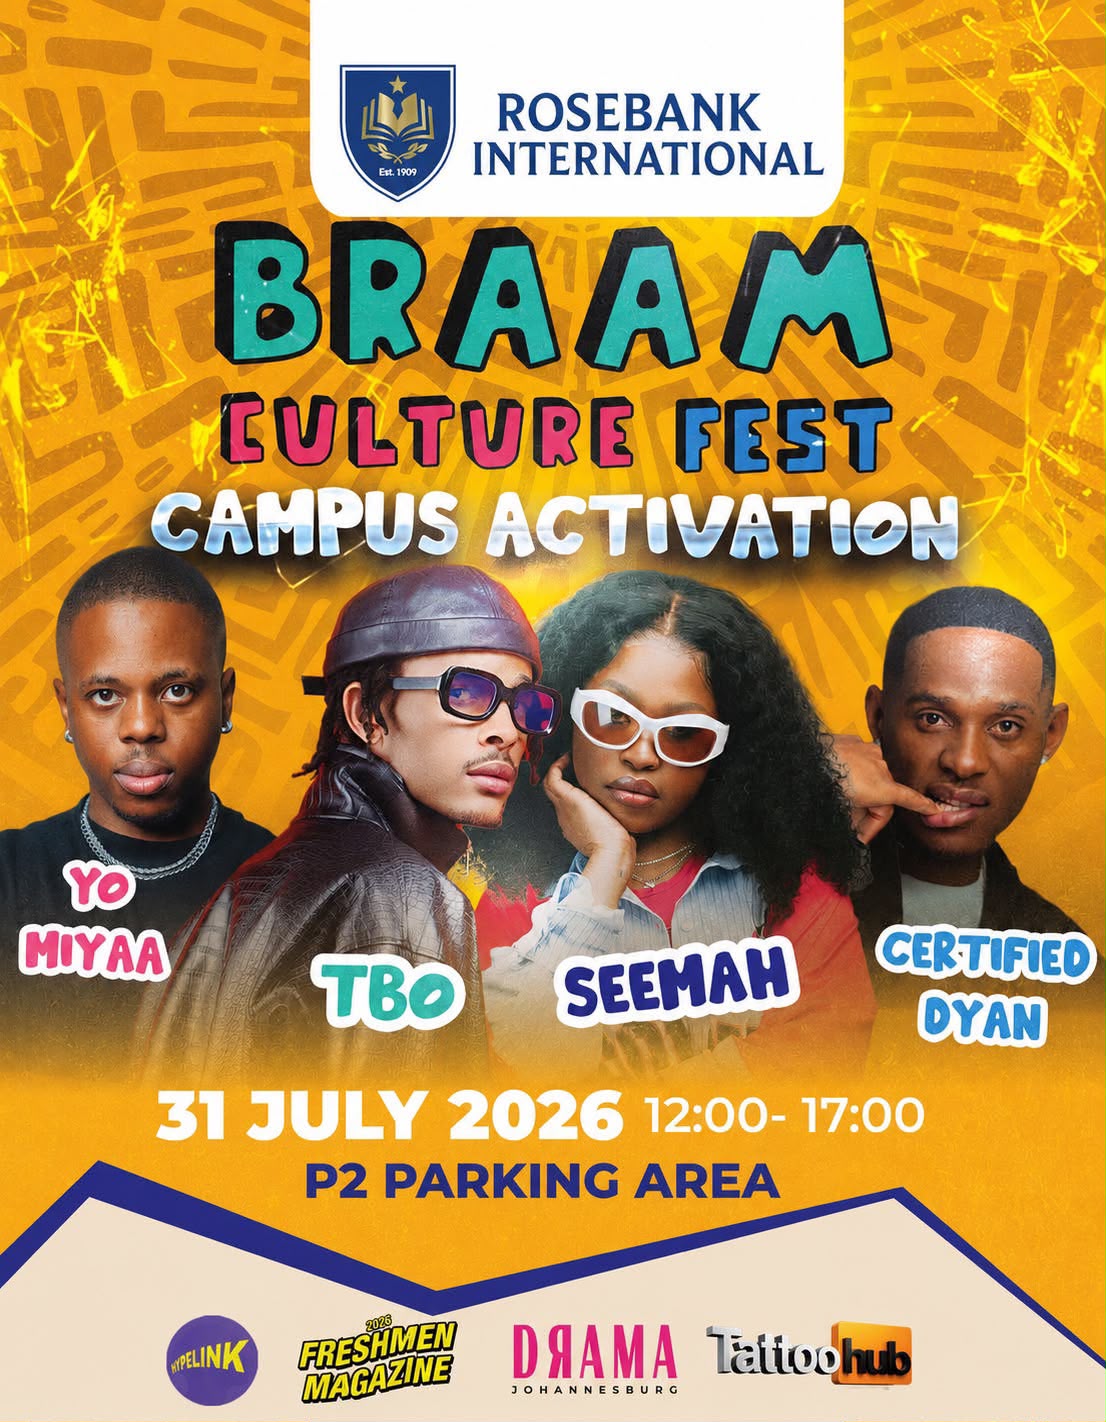 Est. 1909
ROSEBANK
INTERNATIONAL
BRAAM
CULTURE FEST
CAMPUS ACTIVATION
YO
MIYAA
TBO
SEEMAH
CERTIFIED
DYAN
31 JULY 2026 12:00- 17:00
P2 PARKING AREA
HYPELINK
2026
FRESHMEN
MAGAZINE
DRAMA
JOHANNESBURG
Tattoo hub